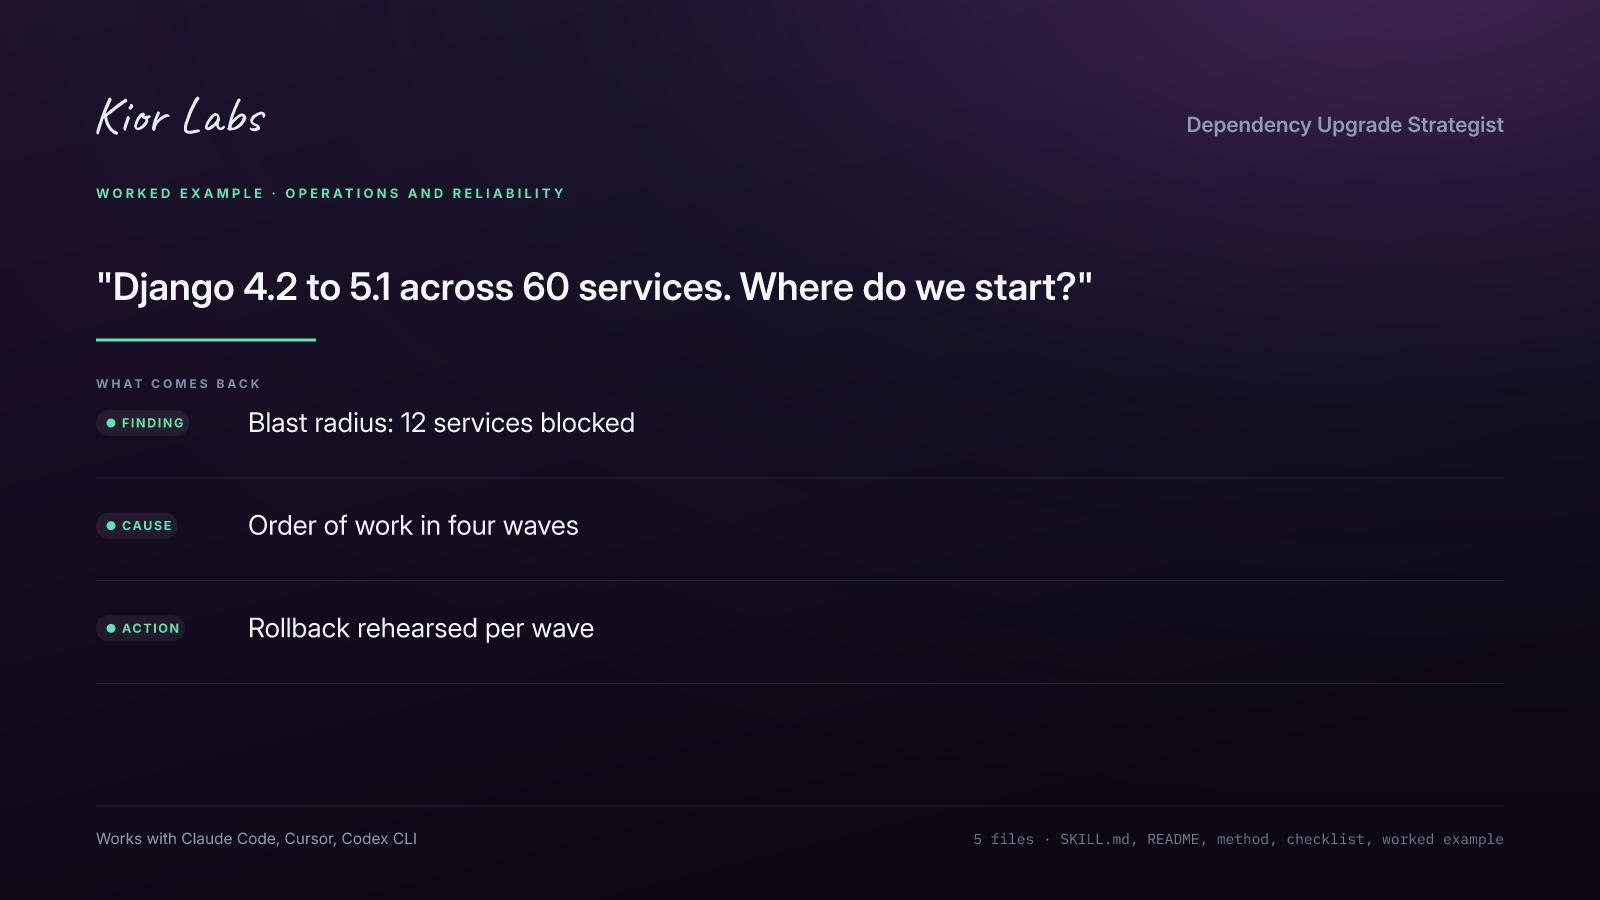 Kior Labs
Dependency Upgrade Strategist
WORKED EXAMPLE · OPERATIONS AND RELIABILITY
"Django 4.2 to 5.1 across 60 services. Where do we start?"
WHAT COMES BACK
FINDING Blast radius: 12 services blocked
CAUSE Order of work in four waves
ACTION Rollback rehearsed per wave
Works with Claude Code, Cursor, Codex CLI
5 files · SKILL.md, README, method, checklist, worked example